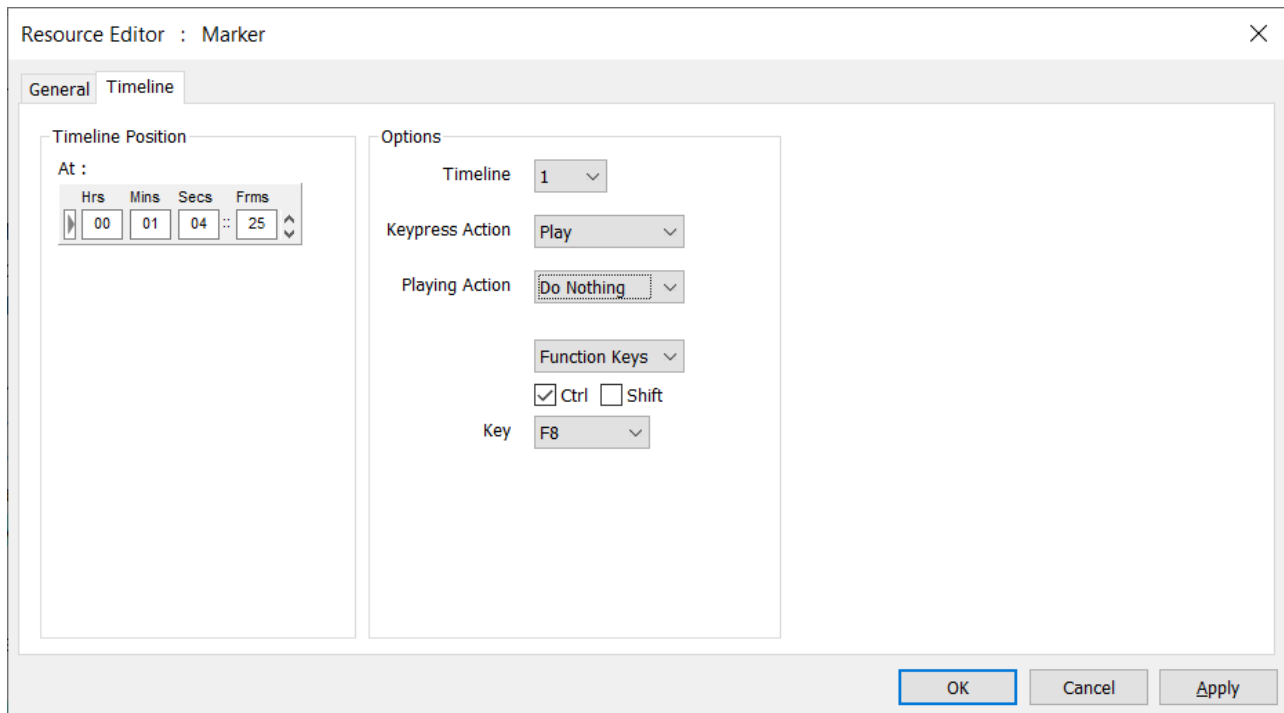 Resource Editor : Marker
General Timeline
Timeline Position
At :
Hrs Mins Secs Frms
00 01 04 :: 25
Options
Timeline 1
Keypress Action Play
Playing Action Do Nothing
Function Keys
Ctrl Shift
Key F8
OK Cancel Apply